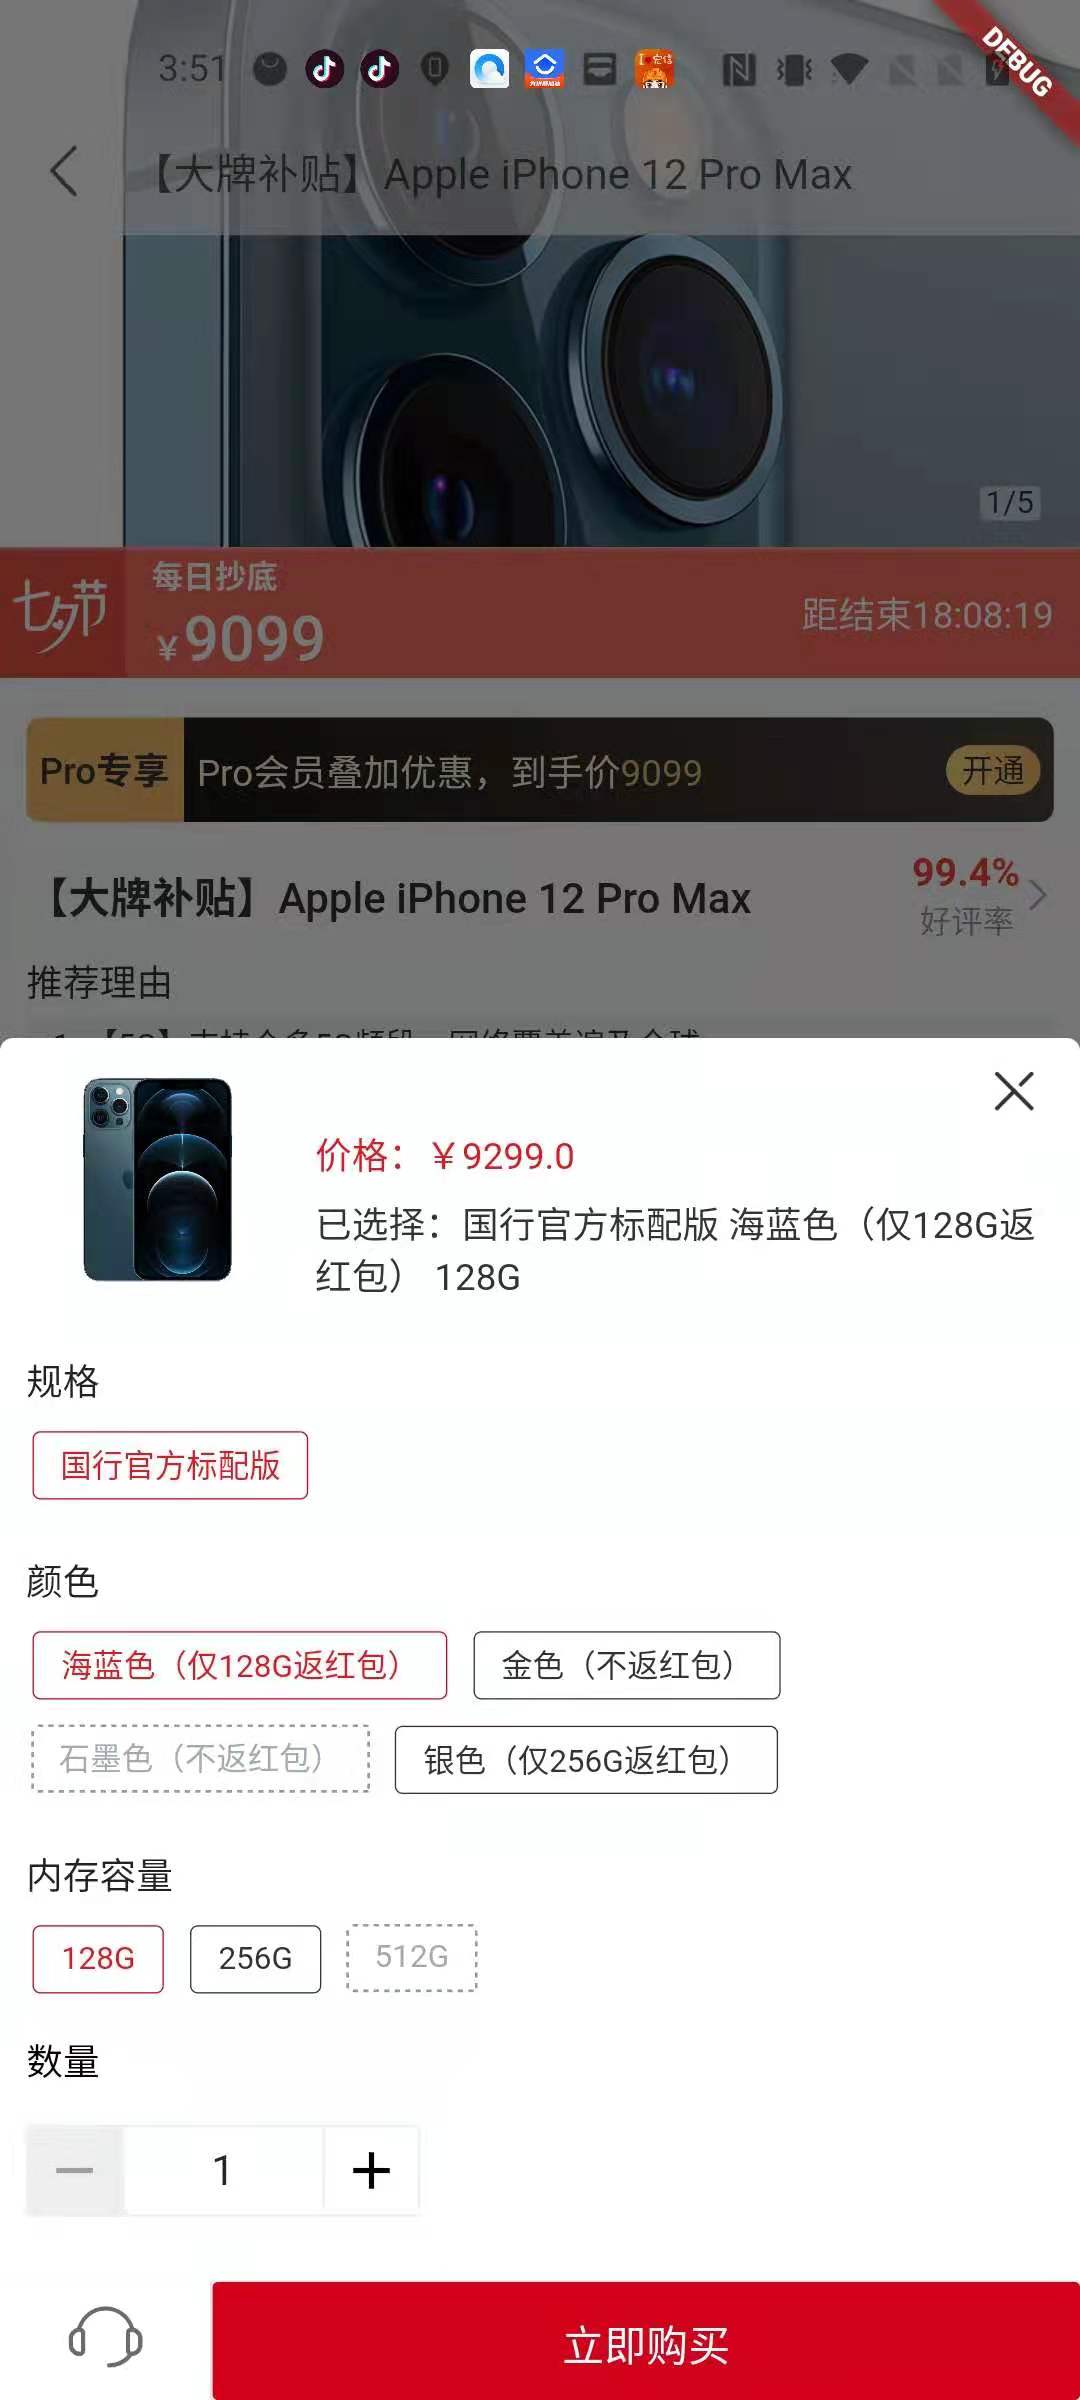 3:51
DEBUG
【大牌补贴】Apple iPhone 12 Pro Max
1/5
七夕节
每日抄底
¥9099
距结束18:08:19
Pro专享
Pro会员叠加优惠，到手价9099
开通
【大牌补贴】Apple iPhone 12 Pro Max
99.4%
好评率
推荐理由
价格：￥9299.0
已选择：国行官方标配版 海蓝色（仅128G返
红包） 128G
规格
国行官方标配版
颜色
海蓝色（仅128G返红包）
金色（不返红包）
石墨色（不返红包）
银色（仅256G返红包）
内存容量
128G
256G
512G
数量
1
立即购买